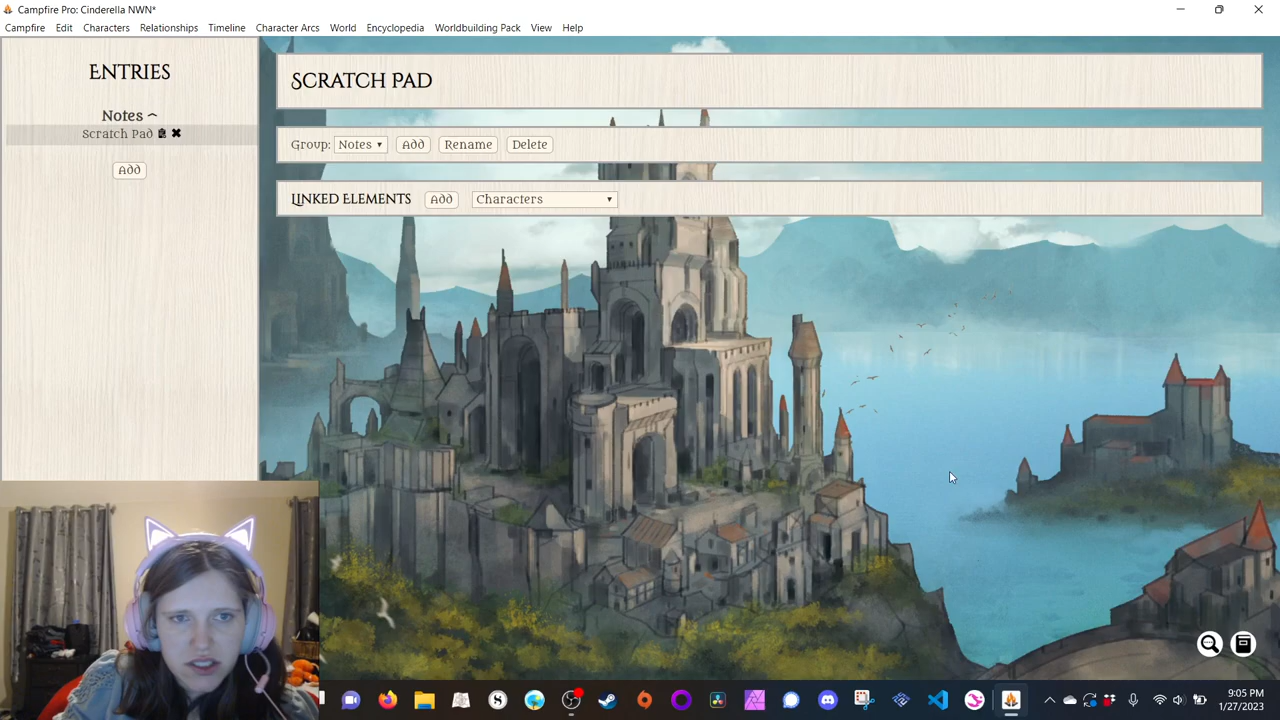 Campfire Pro: Cinderella NWN*
Campfire Edit Characters Relationships Timeline Character Arcs World Encyclopedia Worldbuilding Pack View Help
Entries
Notes
Scratch Pad
Add
Scratch Pad
Group: Notes Add Rename Delete
Linked Elements Add Characters
9:05 PM
1/27/2023